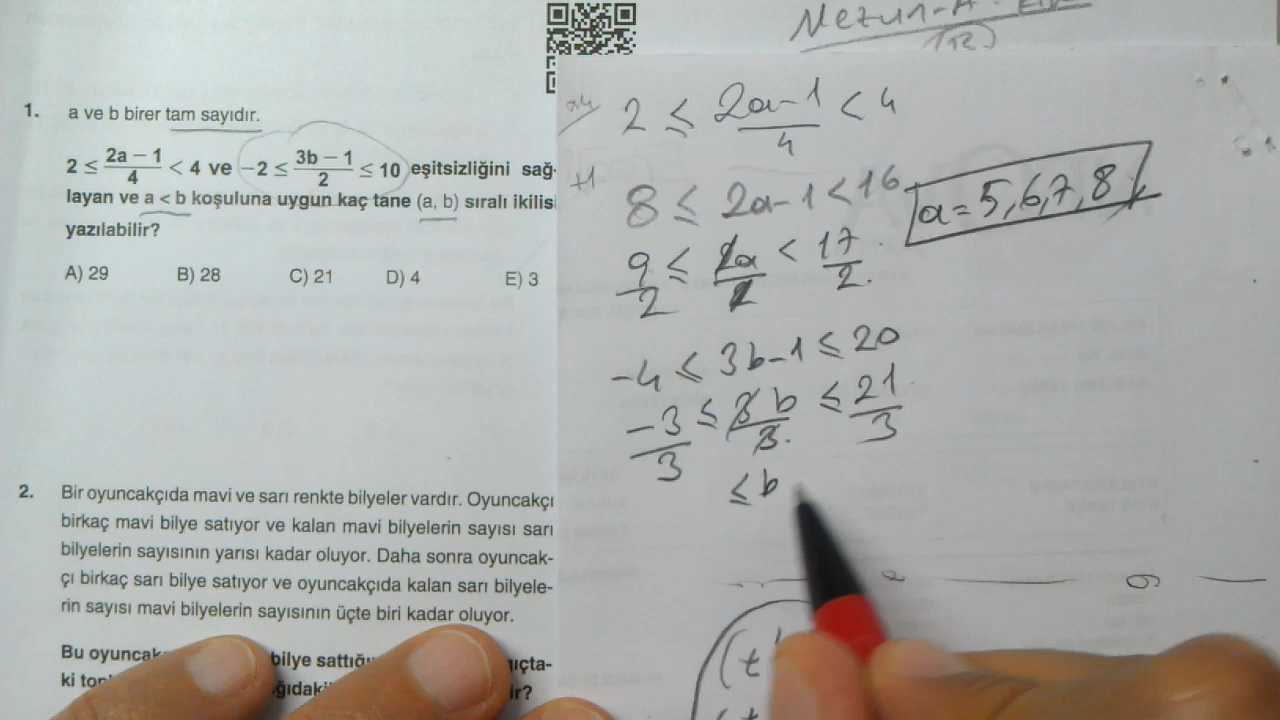 1. a ve b birer tam sayıdır.
2 ≤ (2a − 1)/4 < 4 ve −2 ≤ (3b − 1)/2 ≤ 10 eşitsizliğini sağ-
layan ve a < b koşuluna uygun kaç tane (a, b) sıralı ikilisi
yazılabilir?
A) 29 B) 28 C) 21 D) 4 E) 3
2. Bir oyuncakçıda mavi ve sarı renkte bilyeler vardır. Oyuncakçı
birkaç mavi bilye satıyor ve kalan mavi bilyelerin sayısı sarı
bilyelerin sayısının yarısı kadar oluyor. Daha sonra oyuncak-
çı birkaç sarı bilye satıyor ve oyuncakçıda kalan sarı bilyele-
rin sayısı mavi bilyelerin sayısının üçte biri kadar oluyor.
Bu oyuncak bilye sattığı
2 ≤ (2a−1)/4 < 4
+1
8 ≤ 2a−1 < 16
a = 5, 6, 7, 8
9/2 ≤ 2a/2 < 17/2
−4 ≤ 3b−1 ≤ 20
−3/3 ≤ 3b/3 ≤ 21/3
≤ b